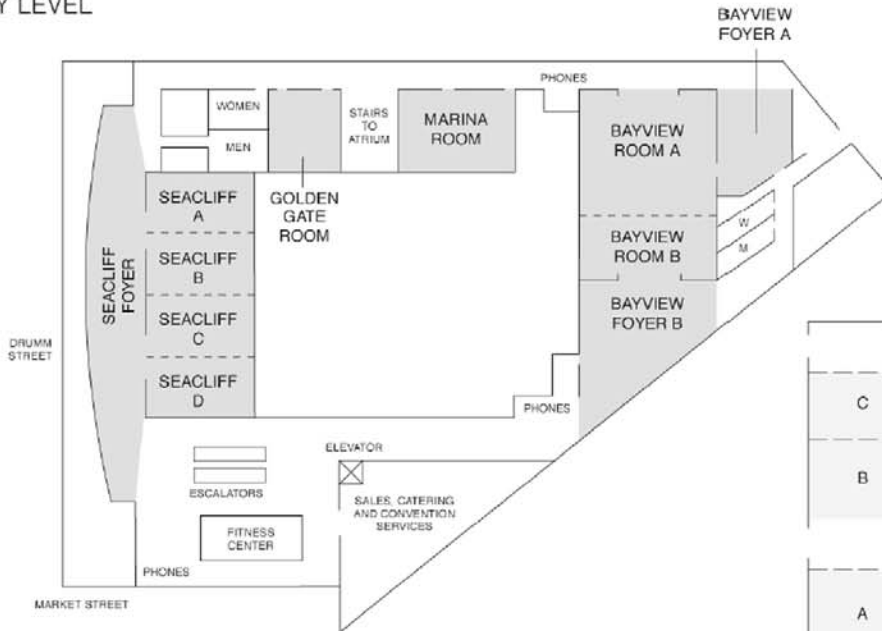 Y LEVEL
BAYVIEW
FOYER A
PHONES
WOMEN
MEN
STAIRS
TO
ATRIUM
MARINA
ROOM
BAYVIEW
ROOM A
GOLDEN
GATE
ROOM
SEACLIFF
A
SEACLIFF
B
SEACLIFF
C
SEACLIFF
D
SEACLIFF
FOYER
W
M
BAYVIEW
ROOM B
BAYVIEW
FOYER B
DRUMM
STREET
PHONES
ELEVATOR
ESCALATORS
SALES, CATERING
AND CONVENTION
SERVICES
FITNESS
CENTER
PHONES
MARKET STREET
C
B
A